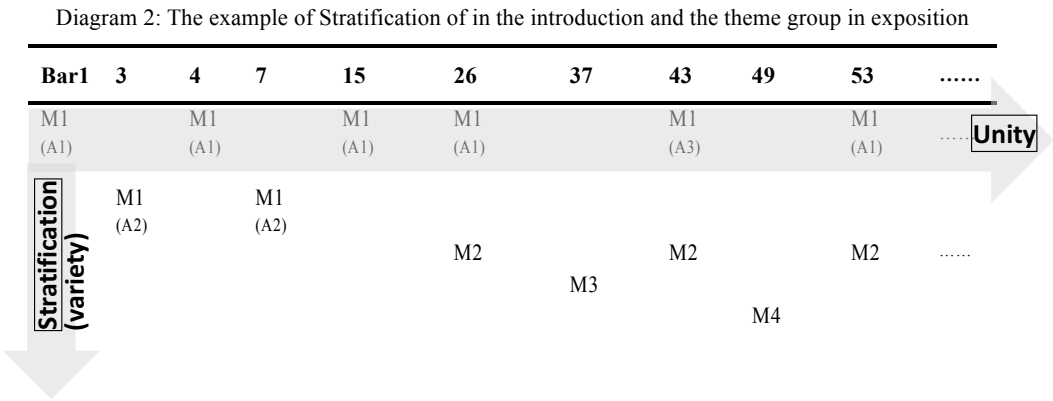 Diagram 2: The example of Stratification of in the introduction and the theme group in exposition
Bar1 3 4 7 15 26 37 43 49 53 ……
M1 M1 M1 M1 M1 M1
(A1) (A1) (A1) (A1) (A3) (A1) ……
Unity
M1 M1
(A2) (A2)
M2 M2 M2 ……
M3
M4
Stratification
(variety)